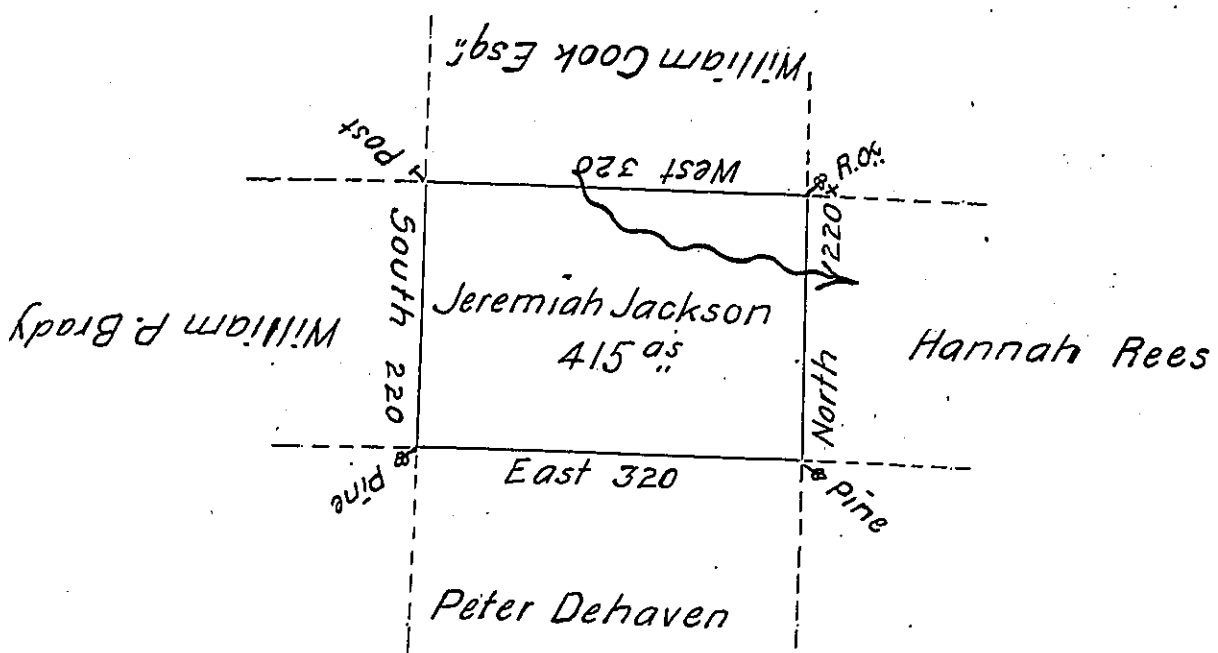 William Cook Esqr.
Post
West 320
R.O.
South 220
North 220
Jeremiah Jackson
415 as
William P. Brady
Hannah Rees
pine
East 320
Pine
Peter Dehaven